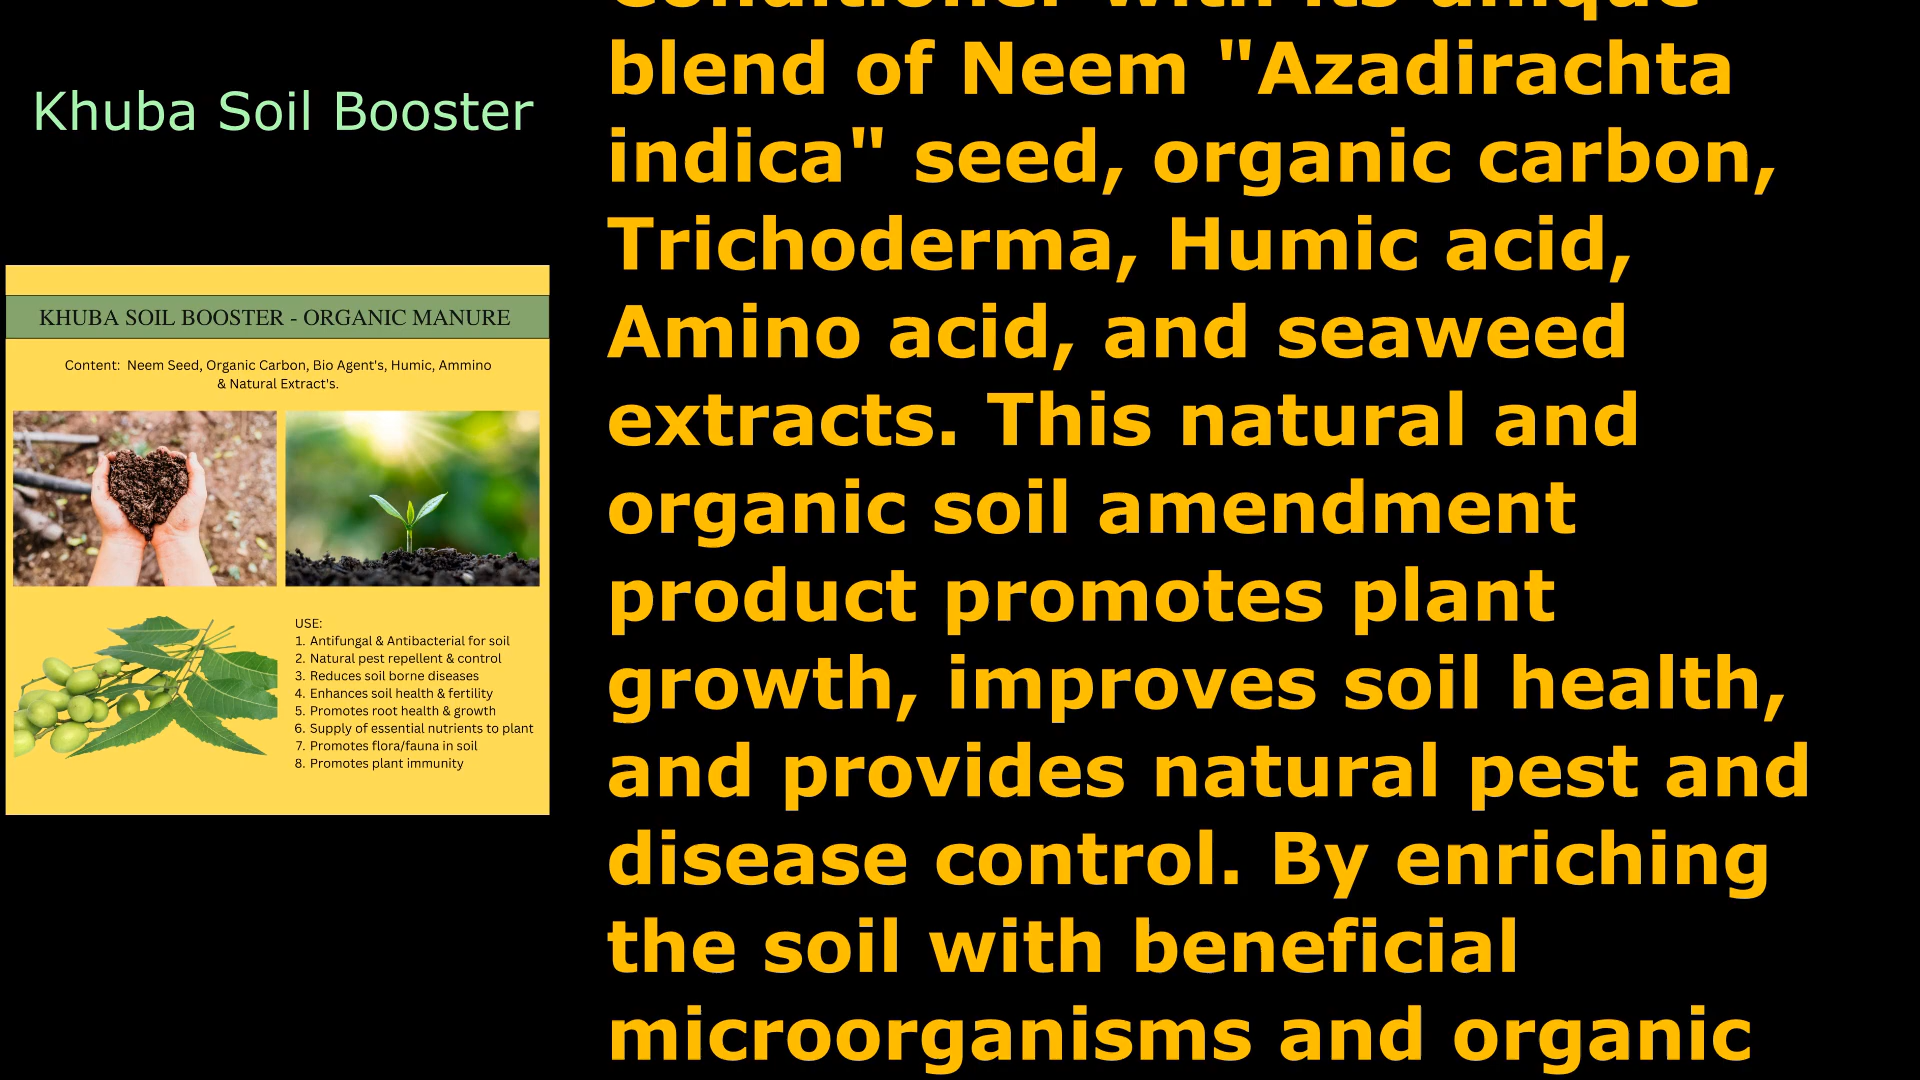 Khuba Soil Booster
KHUBA SOIL BOOSTER - ORGANIC MANURE
Content: Neem Seed, Organic Carbon, Bio Agent's, Humic, Ammino
& Natural Extract's.
USE:
1. Antifungal & Antibacterial for soil
2. Natural pest repellent & control
3. Reduces soil borne diseases
4. Enhances soil health & fertility
5. Promotes root health & growth
6. Supply of essential nutrients to plant
7. Promotes flora/fauna in soil
8. Promotes plant immunity
Conditioner with its unique
blend of Neem "Azadirachta
indica" seed, organic carbon,
Trichoderma, Humic acid,
Amino acid, and seaweed
extracts. This natural and
organic soil amendment
product promotes plant
growth, improves soil health,
and provides natural pest and
disease control. By enriching
the soil with beneficial
microorganisms and organic